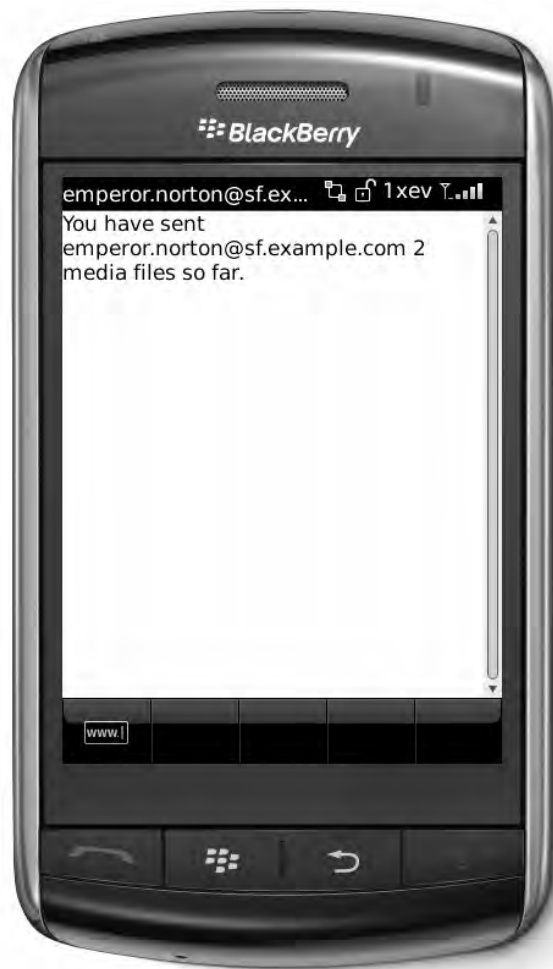 BlackBerry
emperor.norton@sf.ex... 1xev
You have sent
emperor.norton@sf.example.com 2
media files so far.
www.